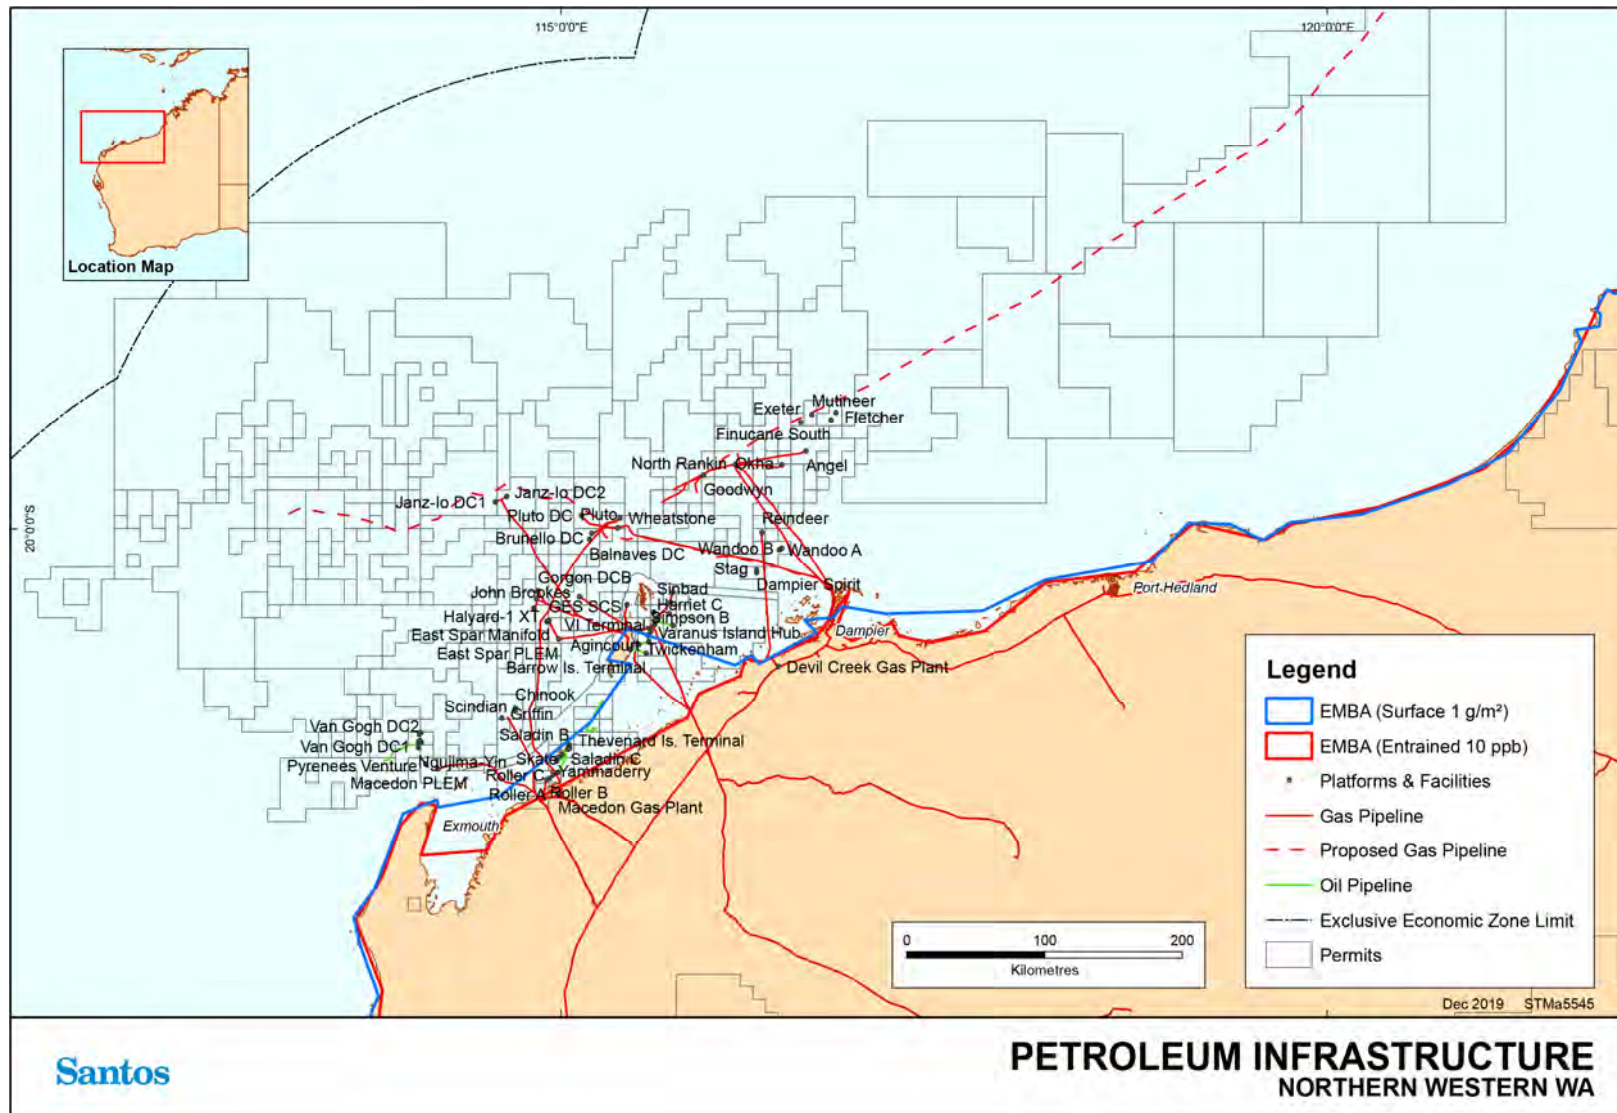 115°0'0"E
120°0'0"E
20°0'0"S
Location Map
Mutineer
Exeter
Fletcher
Finucane South
North Rankin
Okha
Angel
Goodwyn
Janz-Io DC2
Janz-Io DC1
Pluto DC
Pluto
Wheatstone
Reindeer
Brunello DC
Balnaves DC
Wandoo B
Wandoo A
Stag
Gorgon DCB
Sinbad
Dampier Spirit
John Brookes
GES SCS
Harriet C
Halyard-1 XT
VI Terminal
Simpson B
East Spar Manifold
Varanus Island Hub
East Spar PLEM
Agincourt
Twickenham
Barrow Is. Terminal
Devil Creek Gas Plant
Port Hedland
Dampier
Chinook
Scindian
Griffin
Van Gogh DC2
Saladin B
Thevenard Is. Terminal
Van Gogh DC1
Pyrenees Venture
Ngujima-Yin
Skate
Saladin C
Macedon PLEM
Roller C
Yammaderry
Roller A
Roller B
Macedon Gas Plant
Exmouth
Legend
EMBA (Surface 1 g/m²)
EMBA (Entrained 10 ppb)
Platforms & Facilities
Gas Pipeline
Proposed Gas Pipeline
Oil Pipeline
Exclusive Economic Zone Limit
Permits
0 100 200
Kilometres
Dec 2019 STMa5545
Santos
PETROLEUM INFRASTRUCTURE
NORTHERN WESTERN WA